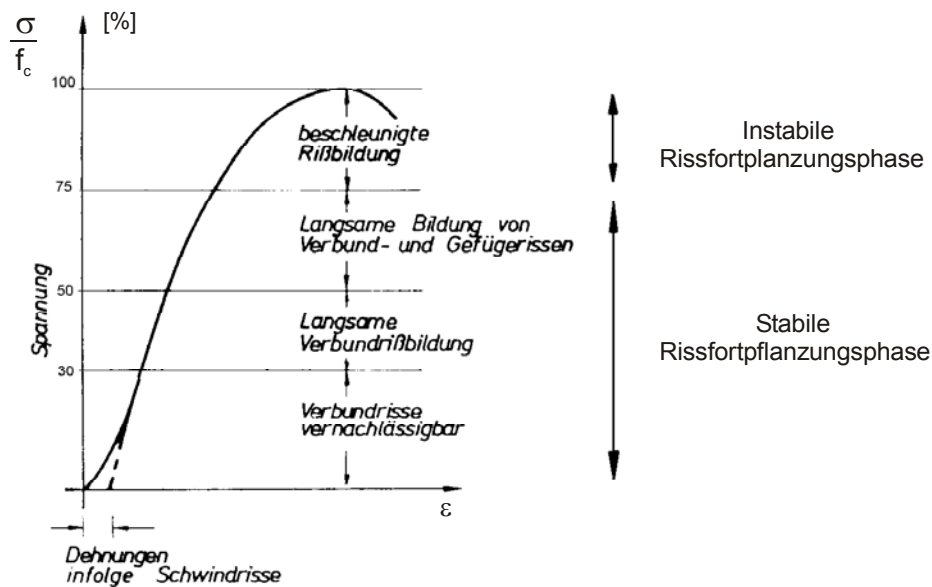 σ
f c
[%]
100
beschleunigte
Rißbildung
75
Langsame Bildung von
Verbund- und Gefügerissen
50
Langsame
Verbundrißbildung
30
Verbundrisse
vernachlässigbar
Spannung
ε
Dehnungen
infolge Schwindrisse
Instabile
Rissfortplanzungsphase
Stabile
Rissfortpflanzungsphase